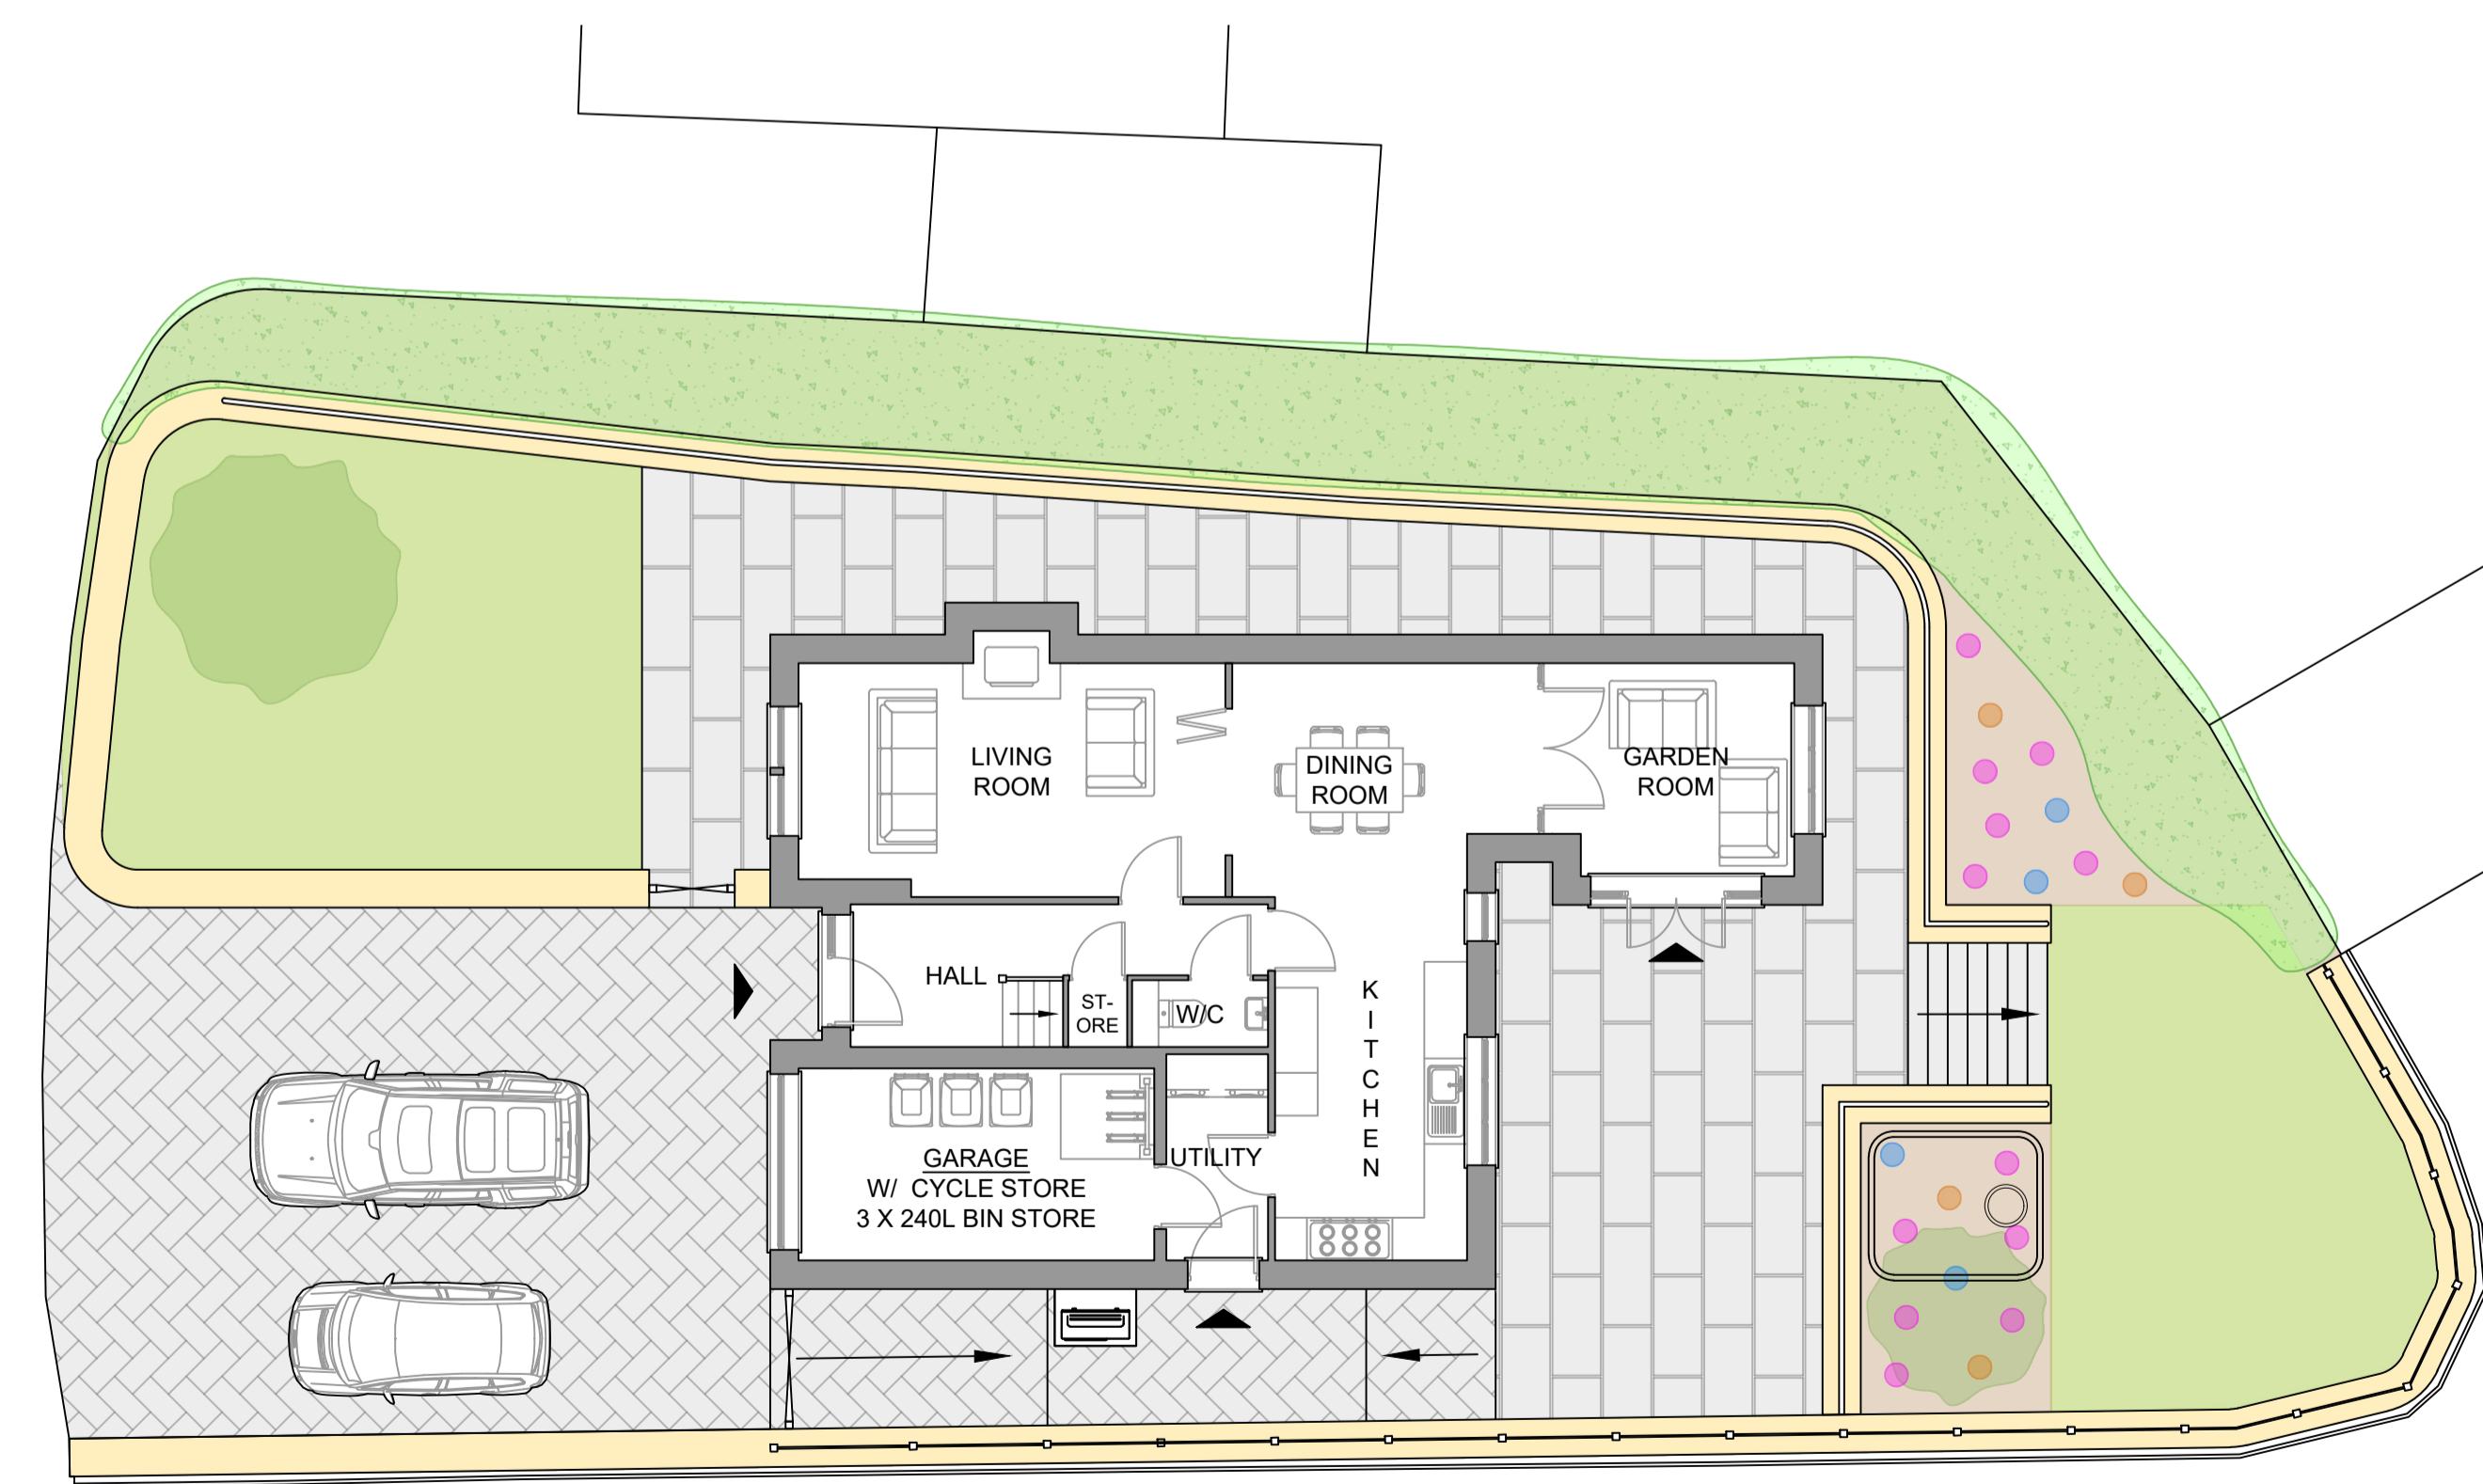 LIVING
ROOM
DINING
ROOM
GARDEN
ROOM
HALL
ST-
ORE
W/C
K
I
T
C
H
E
N
UTILITY
GARAGE
W/ CYCLE STORE
3 X 240L BIN STORE